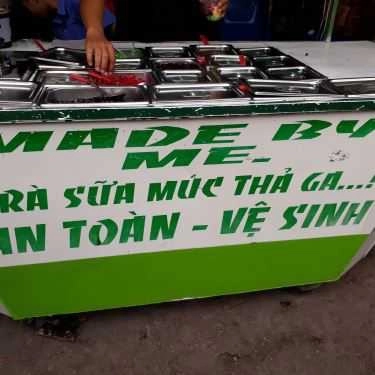 MADE BY
ME.
RÀ SỮA MÚC THẢ GA...!
AN TOÀN - VỆ SINH